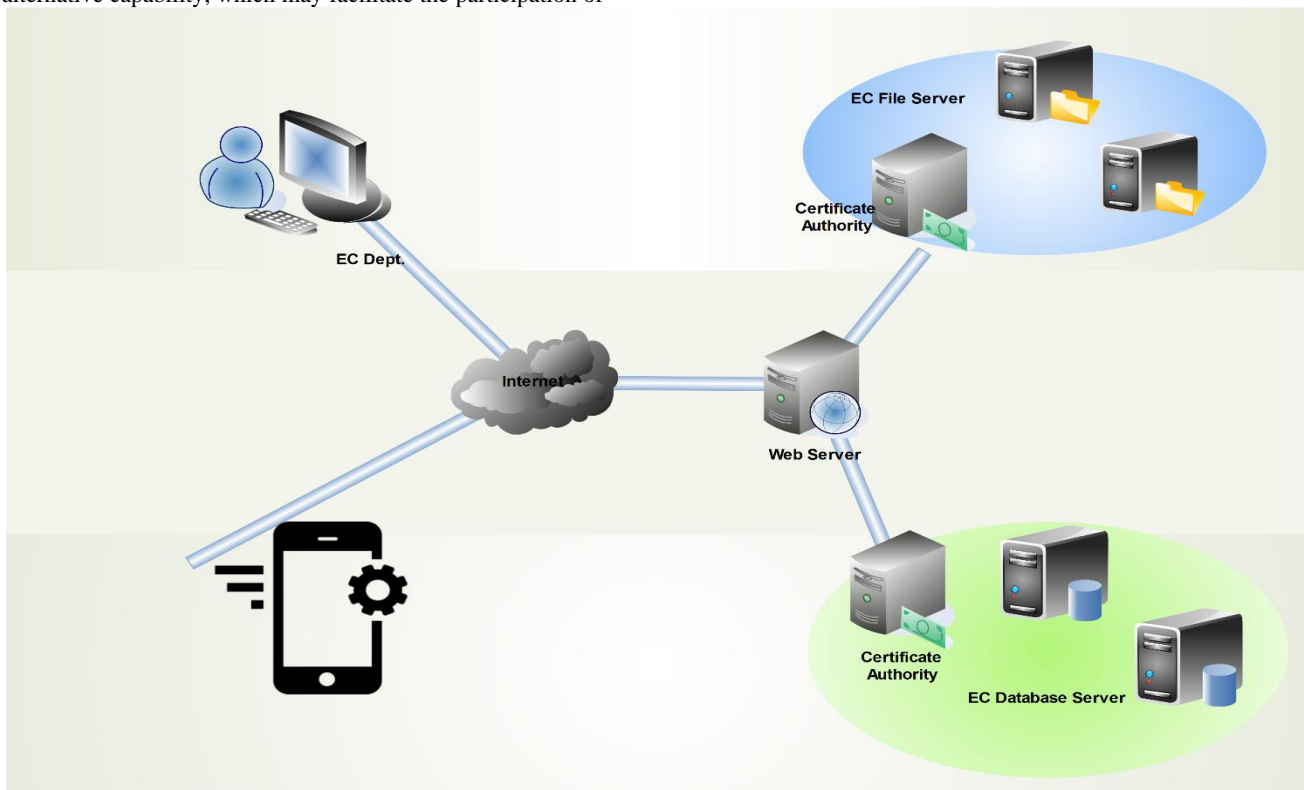 alternative capability, which may facilitate the participation of
EC File Server
Certificate
Authority
EC Dept.
Internet
Web Server
Certificate
Authority
EC Database Server